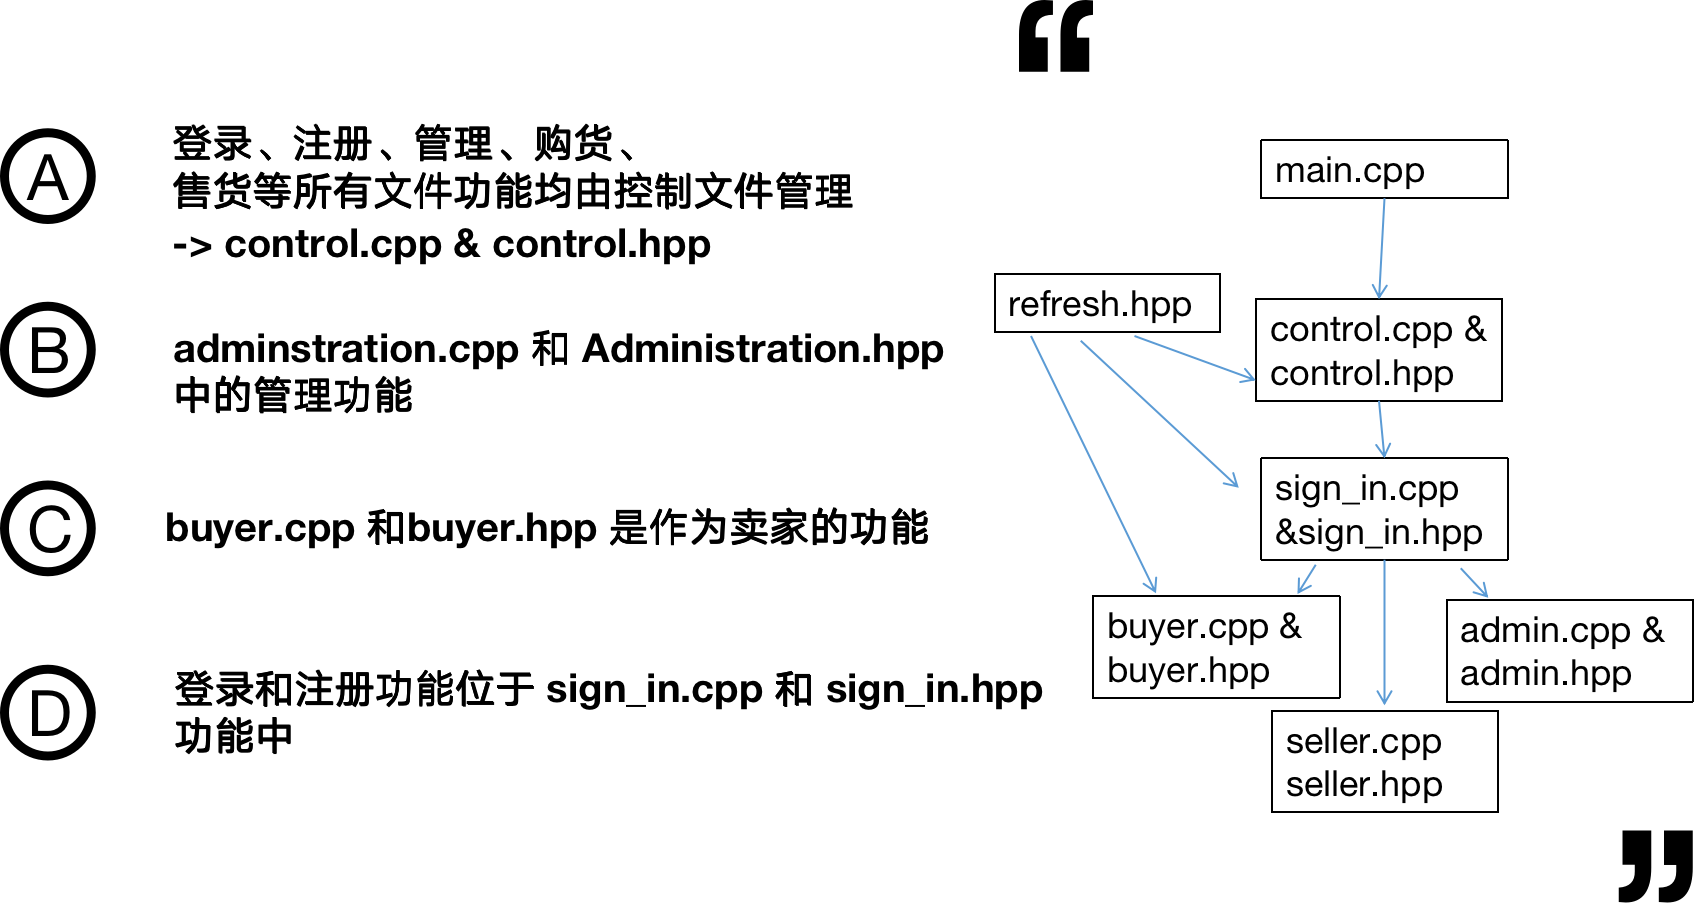 “
A
登录、注册、管理、购货、
售货等所有文件功能均由控制文件管理
-> control.cpp & control.hpp
B
adminstration.cpp 和 Administration.hpp
中的管理功能
C
buyer.cpp 和buyer.hpp 是作为卖家的功能
D
登录和注册功能位于 sign_in.cpp 和 sign_in.hpp
功能中
main.cpp
refresh.hpp
control.cpp &
control.hpp
sign_in.cpp
&sign_in.hpp
buyer.cpp &
buyer.hpp
admin.cpp &
admin.hpp
seller.cpp
seller.hpp
”